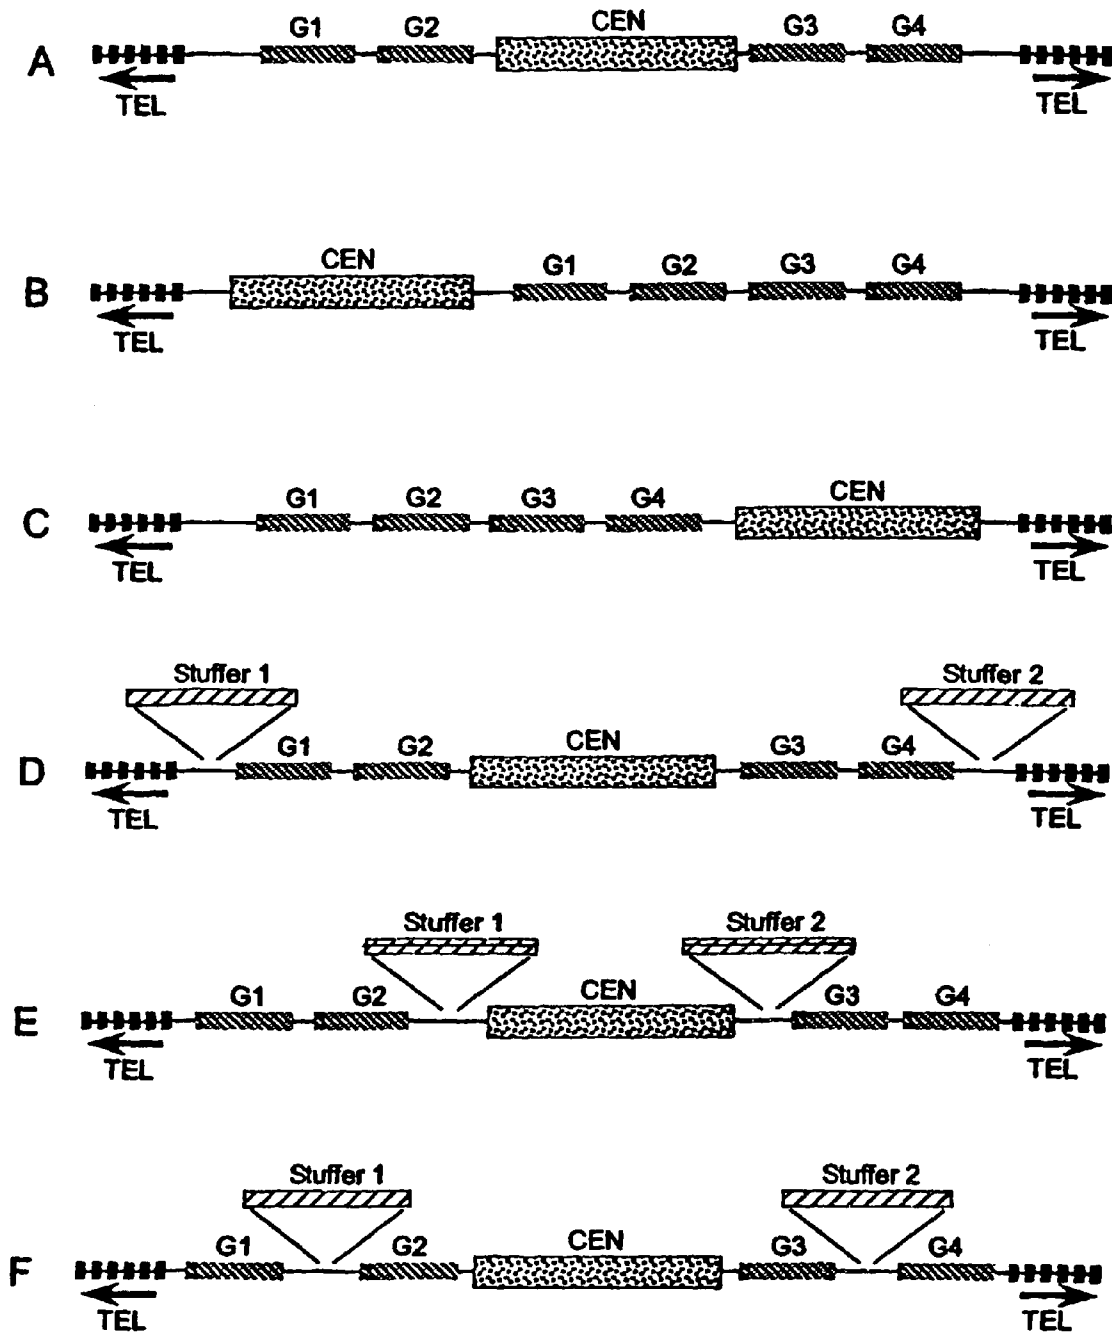 G1 G2 CEN G3 G4
A
TEL TEL
CEN G1 G2 G3 G4
B
TEL TEL
G1 G2 G3 G4 CEN
C
TEL TEL
Stuffer 1 Stuffer 2
G1 G2 CEN G3 G4
D
TEL TEL
Stuffer 1 Stuffer 2
G1 G2 CEN G3 G4
E
TEL TEL
Stuffer 1 Stuffer 2
G1 G2 CEN G3 G4
F
TEL TEL